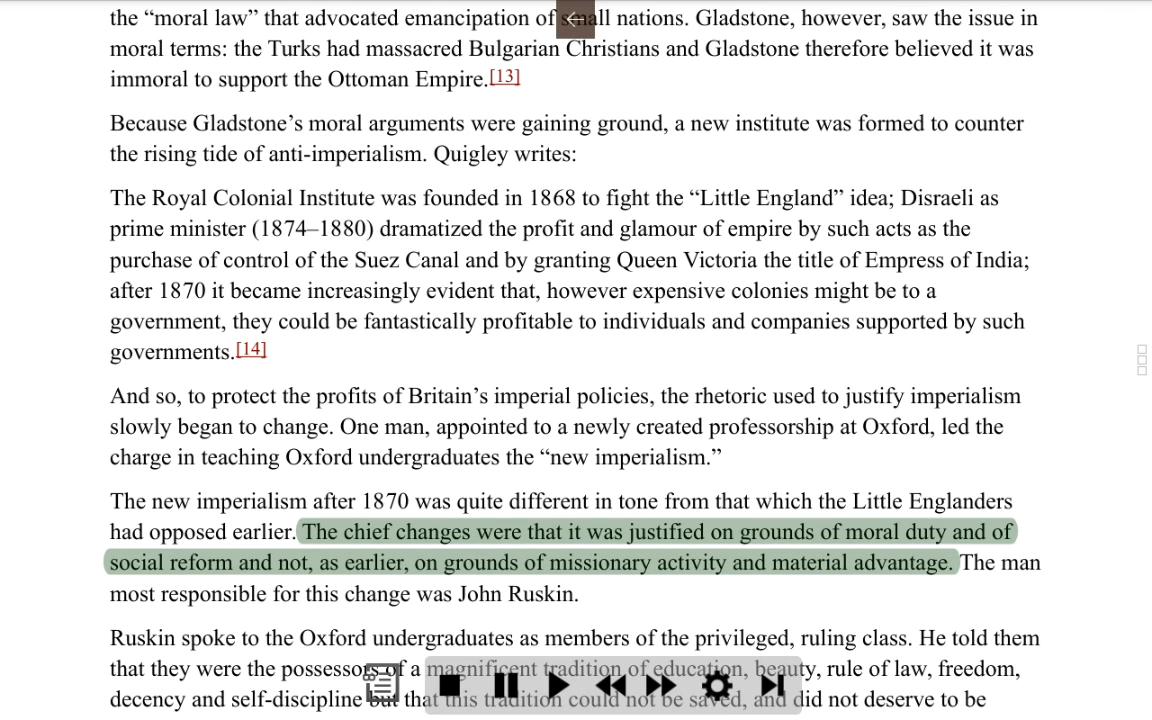 the “moral law” that advocated emancipation of small nations. Gladstone, however, saw the issue in
moral terms: the Turks had massacred Bulgarian Christians and Gladstone therefore believed it was
immoral to support the Ottoman Empire.[13]
Because Gladstone’s moral arguments were gaining ground, a new institute was formed to counter
the rising tide of anti-imperialism. Quigley writes:
The Royal Colonial Institute was founded in 1868 to fight the “Little England” idea; Disraeli as
prime minister (1874–1880) dramatized the profit and glamour of empire by such acts as the
purchase of control of the Suez Canal and by granting Queen Victoria the title of Empress of India;
after 1870 it became increasingly evident that, however expensive colonies might be to a
government, they could be fantastically profitable to individuals and companies supported by such
governments.[14]
And so, to protect the profits of Britain’s imperial policies, the rhetoric used to justify imperialism
slowly began to change. One man, appointed to a newly created professorship at Oxford, led the
charge in teaching Oxford undergraduates the “new imperialism.”
The new imperialism after 1870 was quite different in tone from that which the Little Englanders
had opposed earlier. The chief changes were that it was justified on grounds of moral duty and of
social reform and not, as earlier, on grounds of missionary activity and material advantage. The man
most responsible for this change was John Ruskin.
Ruskin spoke to the Oxford undergraduates as members of the privileged, ruling class. He told them
that they were the possessors of a magnificent tradition of education, beauty, rule of law, freedom,
decency and self-discipline but that this tradition could not be saved, and did not deserve to be